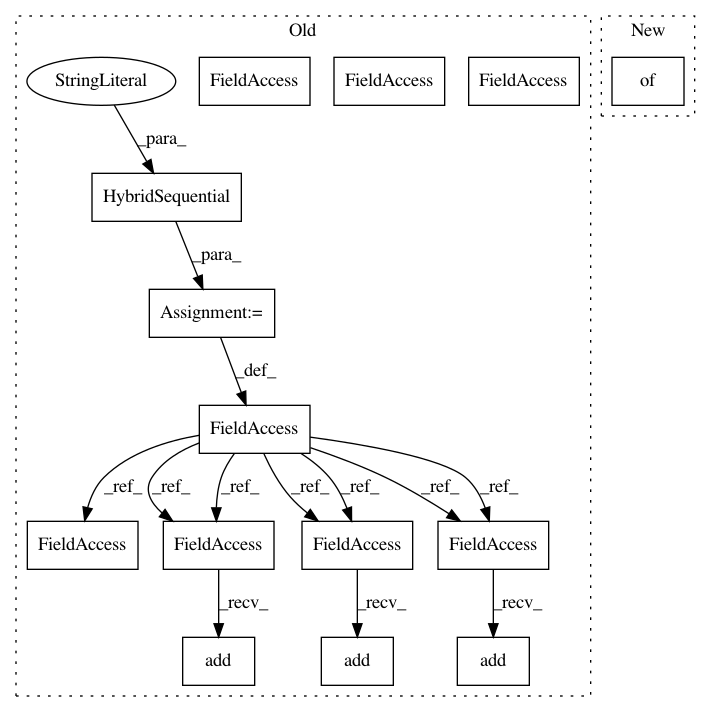 Old
New
StringLiteral
FieldAccess
FieldAccess
FieldAccess
of
_para_
HybridSequential
_para_
Assignment:=
_def_
FieldAccess
_ref_
_ref_
_ref_
_ref_
_ref_
_ref_
_ref_
FieldAccess
FieldAccess
FieldAccess
FieldAccess
_recv_
_recv_
_recv_
add
add
add